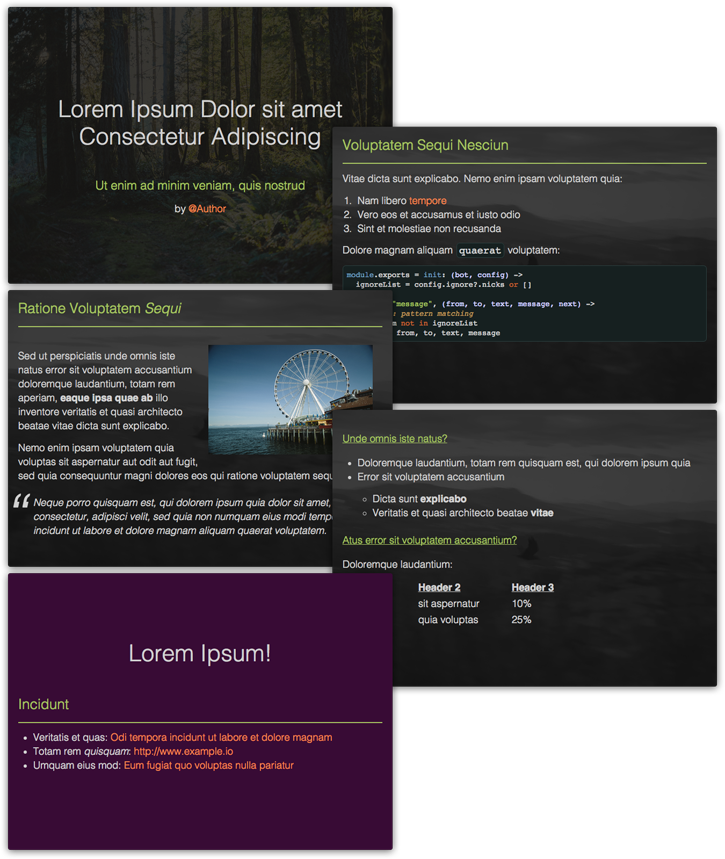 Lorem Ipsum Dolor sit amet
Consectetur Adipiscing
Ut enim ad minim veniam, quis nostrud
by @Author
Voluptatem Sequi Nesciun
Vitae dicta sunt explicabo. Nemo enim ipsam voluptatem quia:
1. Nam libero tempore
2. Vero eos et accusamus et iusto odio
3. Sint et molestiae non recusanda
Dolore magnam aliquam quaerat voluptatem:
module.exports = init: (bot, config) ->
ignoreList = config.ignore?.nicks or []
"message", (from, to, text, message, next) ->
: pattern matching
not in ignoreList
from, to, text, message
Ratione Voluptatem Sequi
Sed ut perspiciatis unde omnis iste
natus error sit voluptatem accusantium
doloremque laudantium, totam rem
aperiam, eaque ipsa quae ab illo
inventore veritatis et quasi architecto
beatae vitae dicta sunt explicabo.
Nemo enim ipsam voluptatem quia
voluptas sit aspernatur aut odit aut fugit,
sed quia consequuntur magni dolores eos qui ratione voluptatem sequ
“ Neque porro quisquam est, qui dolorem ipsum quia dolor sit amet,
consectetur, adipisci velit, sed quia non numquam eius modi temp
incidunt ut labore et dolore magnam aliquam quaerat voluptatem.
Unde omnis iste natus?
• Doloremque laudantium, totam rem quisquam est, qui dolorem ipsum quia
• Error sit voluptatem accusantium
◦ Dicta sunt explicabo
◦ Veritatis et quasi architecto beatae vitae
Atus error sit voluptatem accusantium?
Doloremque laudantium:
Header 2 Header 3
sit aspernatur 10%
quia voluptas 25%
Lorem Ipsum!
Incidunt
• Veritatis et quas: Odi tempora incidunt ut labore et dolore magnam
• Totam rem quisquam: http://www.example.io
• Umquam eius mod: Eum fugiat quo voluptas nulla pariatur